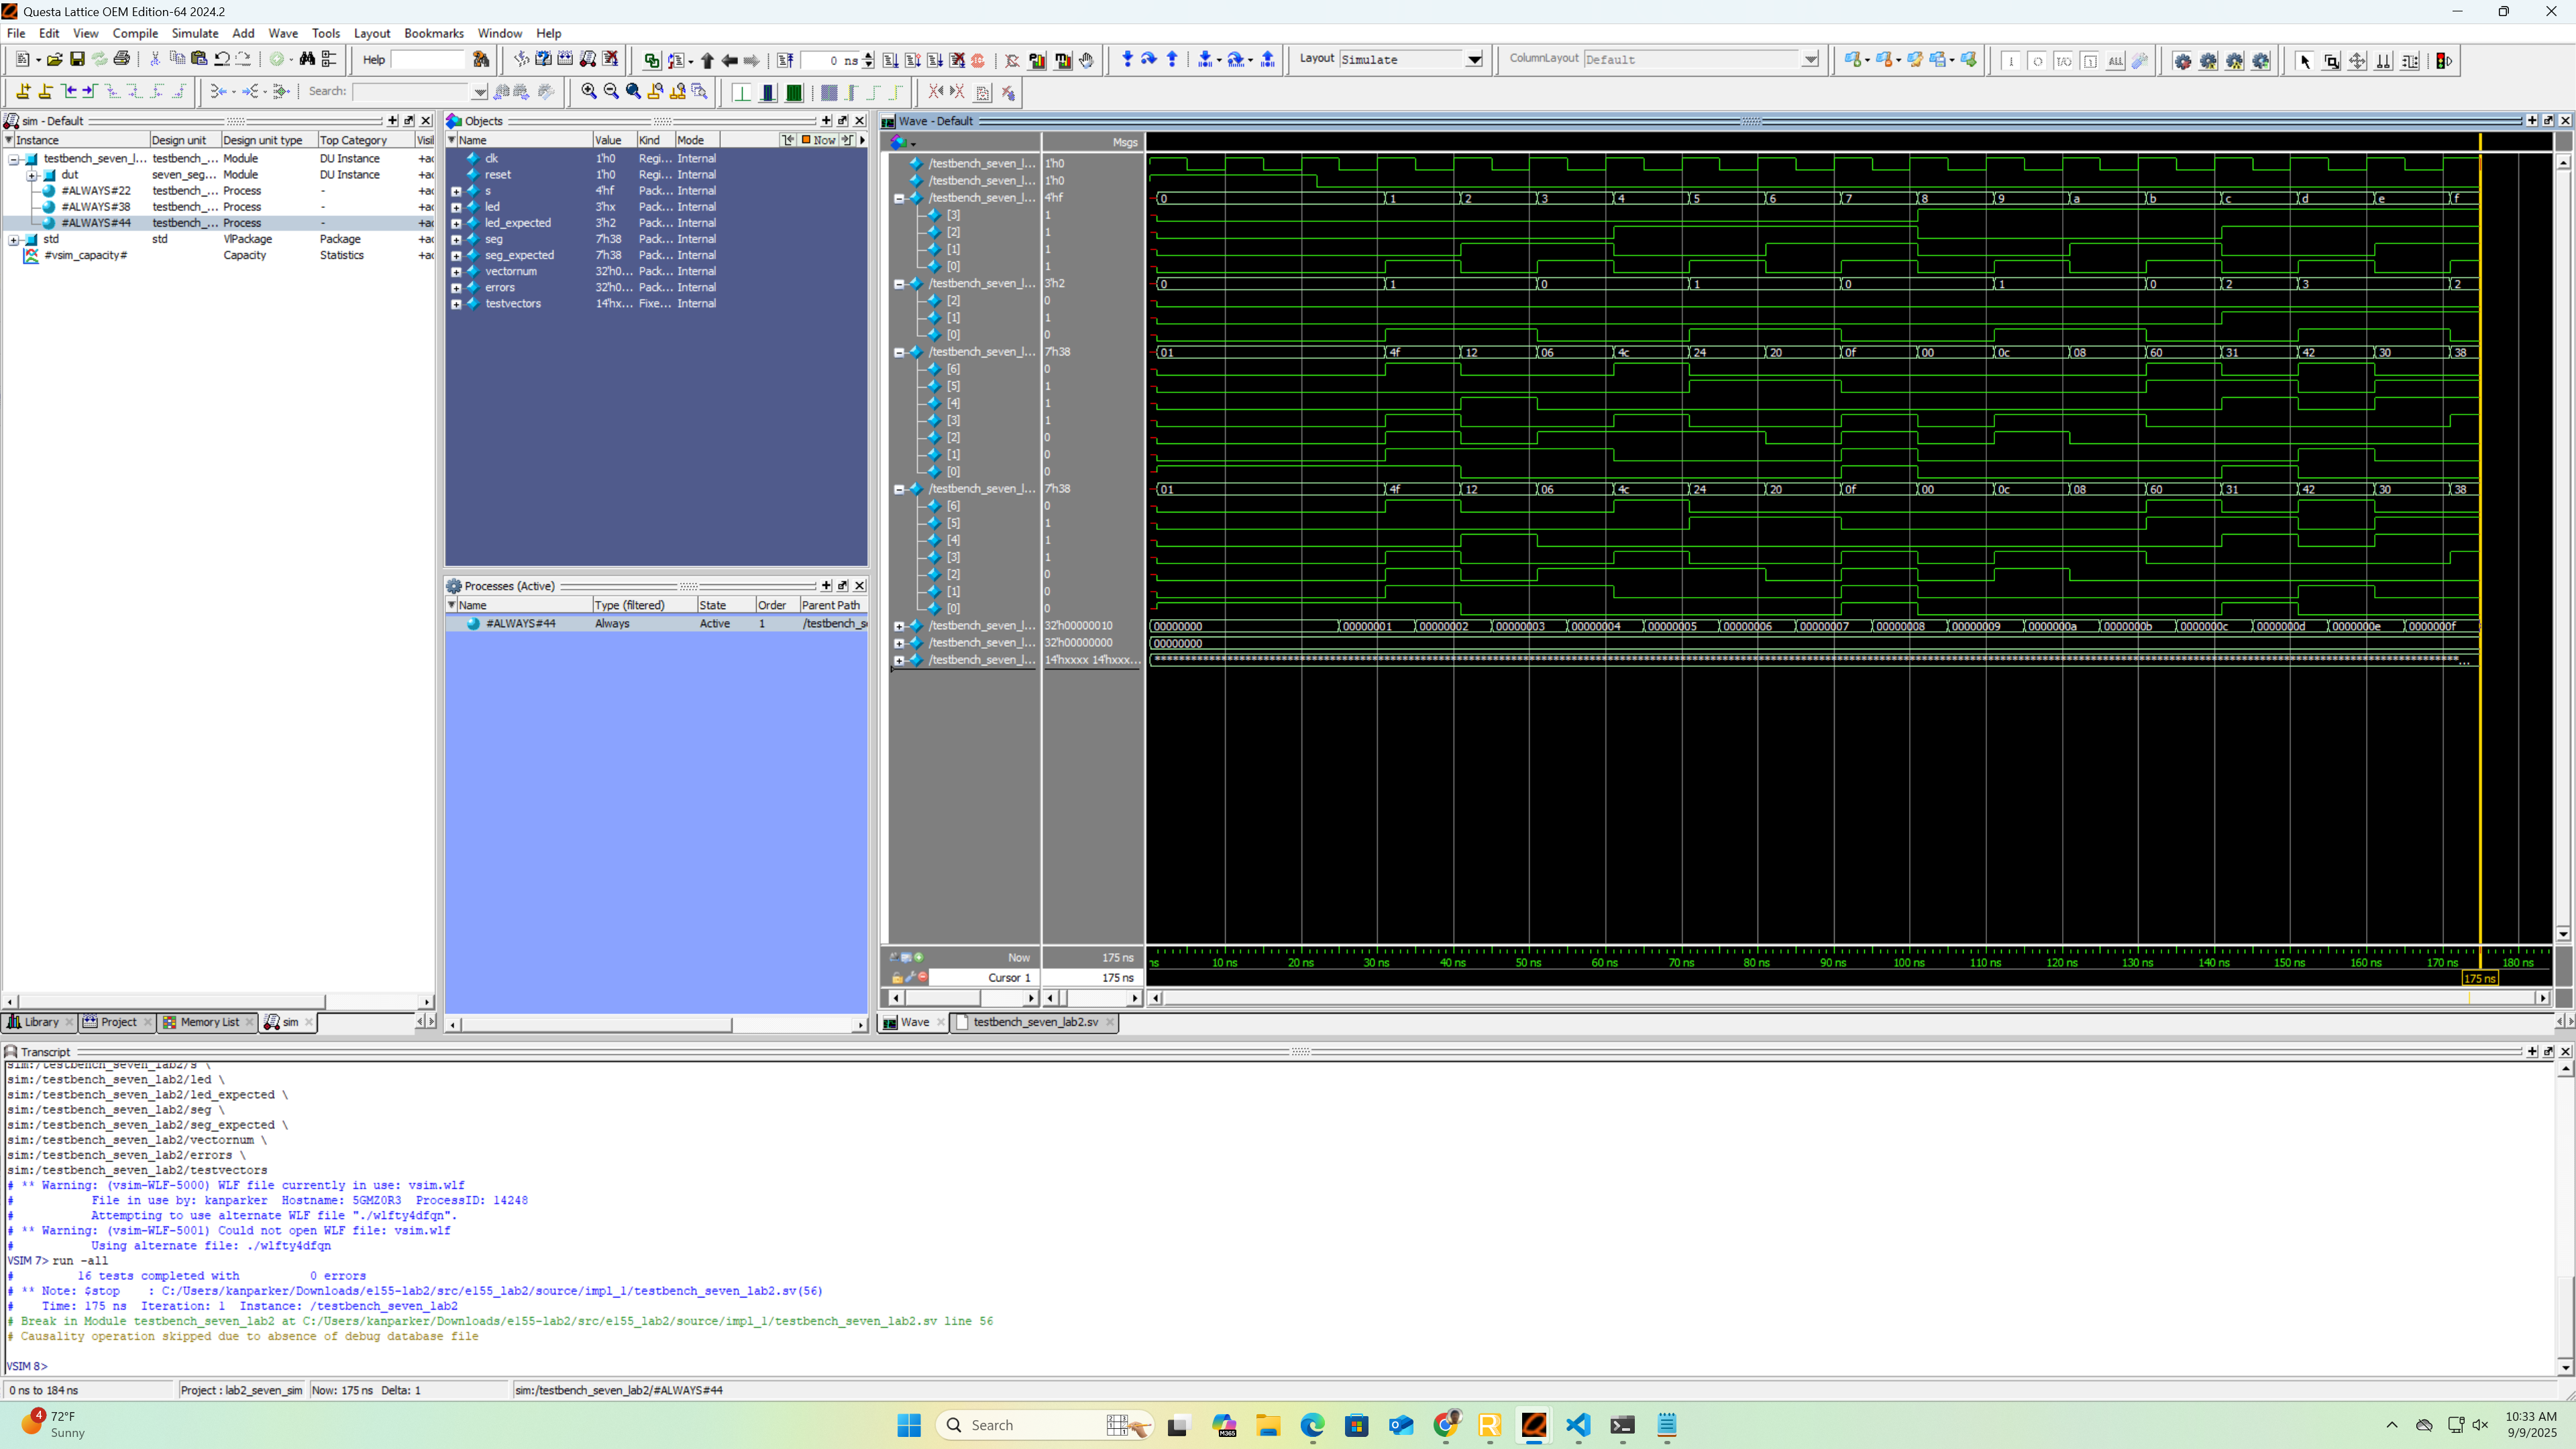 Questa Lattice OEM Edition-64 2024.2
File Edit View Compile Simulate Add Wave Tools Layout Bookmarks Window Help
Help 0 ns Layout Simulate ColumnLayout Default
Search:
sim - Default
Instance Design unit Design unit type Top Category Visi
testbench_seven_l... testbench_... Module DU Instance +ac
dut seven_seg... Module DU Instance +ac
#ALWAYS#22 testbench_... Process - +ac
#ALWAYS#38 testbench_... Process - +ac
#ALWAYS#44 testbench_... Process - +ac
std std VlPackage Package +ac
#vsim_capacity# Capacity Statistics +ac
Library Project Memory List sim
Objects
Name Value Kind Mode Now
clk 1'h0 Regi... Internal
reset 1'h0 Regi... Internal
s 4'hf Pack... Internal
led 3'hx Pack... Internal
led_expected 3'h2 Pack... Internal
seg 7'h38 Pack... Internal
seg_expected 7'h38 Pack... Internal
vectornum 32'h0... Pack... Internal
errors 32'h0... Pack... Internal
testvectors 14'hx... Fixe... Internal
Processes (Active)
Name Type (filtered) State Order Parent Path
#ALWAYS#44 Always Active 1 /testbench_s
Wave - Default
Msgs
/testbench_seven_l... 1'h0
/testbench_seven_l... 1'h0
/testbench_seven_l... 4'hf 0 1 2 3 4 5 6 7 8 9 a b c d e f
[3] 1
[2] 1
[1] 1
[0] 1
/testbench_seven_l... 3'h2 0 1 0 1 0 1 0 2 3 2
[2] 0
[1] 1
[0] 0
/testbench_seven_l... 7'h38 01 4f 12 06 4c 24 20 0f 00 0c 08 60 31 42 30 38
[6] 0
[5] 1
[4] 1
[3] 1
[2] 0
[1] 0
[0] 0
/testbench_seven_l... 7'h38 01 4f 12 06 4c 24 20 0f 00 0c 08 60 31 42 30 38
[6] 0
[5] 1
[4] 1
[3] 1
[2] 0
[1] 0
[0] 0
/testbench_seven_l... 32'h00000010 00000000 00000001 00000002 00000003 00000004 00000005 00000006 00000007 00000008 00000009 0000000a 0000000b 0000000c 0000000d 0000000e 0000000f
/testbench_seven_l... 32'h00000000 00000000
/testbench_seven_l... 14'hxxxx 14'hxxx...
Now 175 ns 10 ns 20 ns 30 ns 40 ns 50 ns 60 ns 70 ns 80 ns 90 ns 100 ns 110 ns 120 ns 130 ns 140 ns 150 ns 160 ns 170 ns 180 ns
Cursor 1 175 ns 175 ns
Wave testbench_seven_lab2.sv
Transcript
sim:/testbench_seven_lab2/s \
sim:/testbench_seven_lab2/led \
sim:/testbench_seven_lab2/led_expected \
sim:/testbench_seven_lab2/seg \
sim:/testbench_seven_lab2/seg_expected \
sim:/testbench_seven_lab2/vectornum \
sim:/testbench_seven_lab2/errors \
sim:/testbench_seven_lab2/testvectors
# ** Warning: (vsim-WLF-5000) WLF file currently in use: vsim.wlf
# File in use by: kanparker Hostname: 5GMZ0R3 ProcessID: 14248
# Attempting to use alternate WLF file "./wlfty4dfqn".
# ** Warning: (vsim-WLF-5001) Could not open WLF file: vsim.wlf
# Using alternate file: ./wlfty4dfqn
VSIM 7> run -all
# 16 tests completed with 0 errors
# ** Note: $stop : C:/Users/kanparker/Downloads/e155-lab2/src/e155_lab2/source/impl_1/testbench_seven_lab2.sv(56)
# Time: 175 ns Iteration: 1 Instance: /testbench_seven_lab2
# Break in Module testbench_seven_lab2 at C:/Users/kanparker/Downloads/e155-lab2/src/e155_lab2/source/impl_1/testbench_seven_lab2.sv line 56
# Causality operation skipped due to absence of debug database file
VSIM 8>
0 ns to 184 ns Project : lab2_seven_sim Now: 175 ns Delta: 1 sim:/testbench_seven_lab2/#ALWAYS#44
4 72°F
Sunny
Search
10:33 AM
9/9/2025